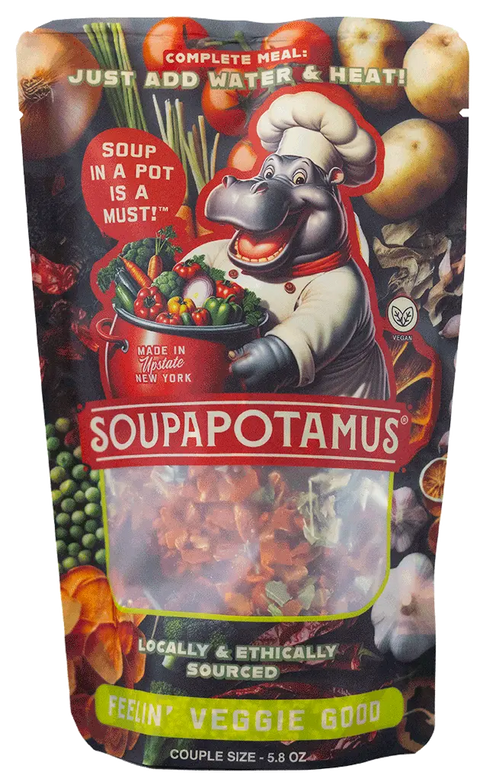 COMPLETE MEAL:
JUST ADD WATER & HEAT!
SOUP
IN A POT
IS A
MUST!™
MADE IN
Upstate
NEW YORK
VEGAN
SOUPAPOTAMUS®
LOCALLY & ETHICALLY
SOURCED
FEELIN' VEGGIE GOOD
COUPLE SIZE - 5.8 OZ